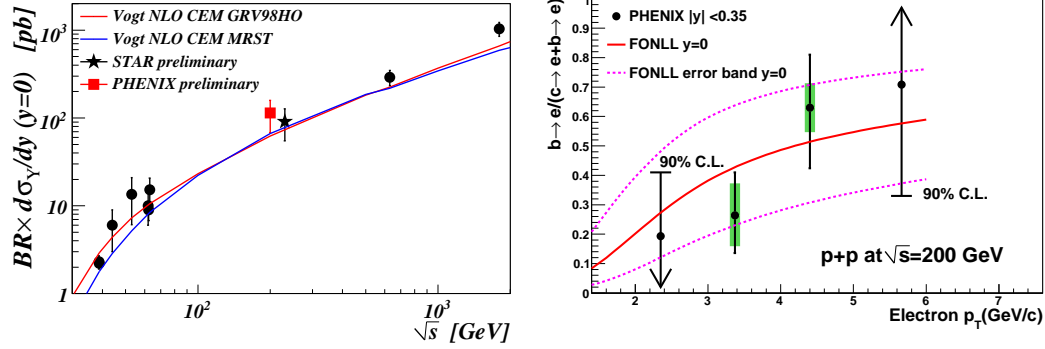 BR× dσ_Υ/dy (y=0) [pb]
10³
10²
10
1
Vogt NLO CEM GRV98HO
Vogt NLO CEM MRST
STAR preliminary
PHENIX preliminary
10² 10³
√s [GeV]
b→ e/(c→ e+b→ e)
0.9
0.8
0.7
0.6
0.5
0.4
0.3
0.2
0.1
0
PHENIX |y| <0.35
FONLL y=0
FONLL error band y=0
90% C.L.
90% C.L.
p+p at √s=200 GeV
2 3 4 5 6 7
Electron p_T(GeV/c)